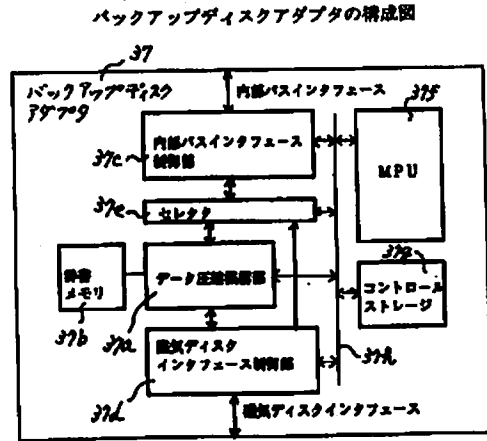 バックアップディスクアダプタの構成図
37
バックアップディスク
アダプタ
内部バスインタフェース
37c
内部バスインタフェース
制御部
37f
MPU
37e
セレクタ
辞書
メモリ
37b
データ圧縮伸張部
37a
37g
コントロール
ストレージ
磁気ディスク
インタフェース制御部
37d
37h
磁気ディスクインタフェース